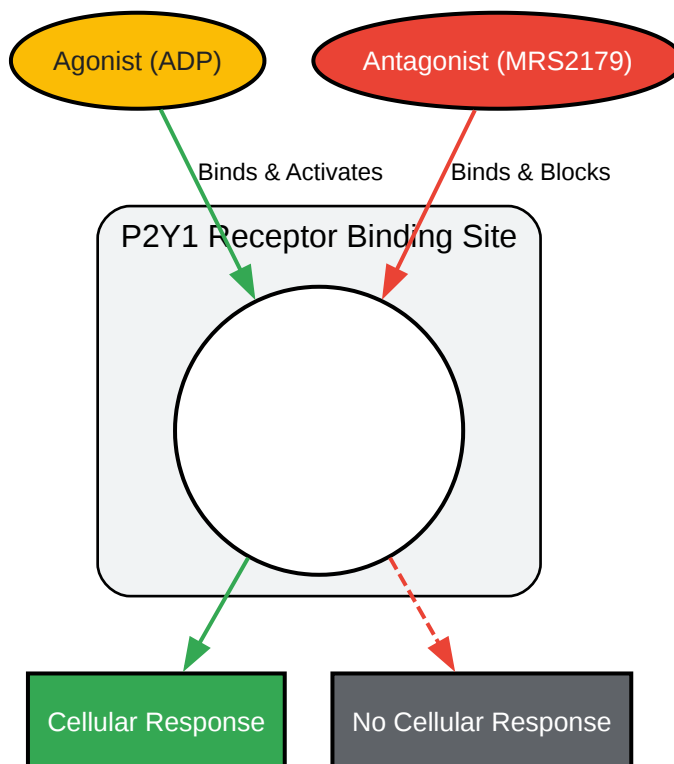 Agonist (ADP)
Antagonist (MRS2179)
Binds & Activates
Binds & Blocks
P2Y1 Receptor Binding Site
Cellular Response
No Cellular Response